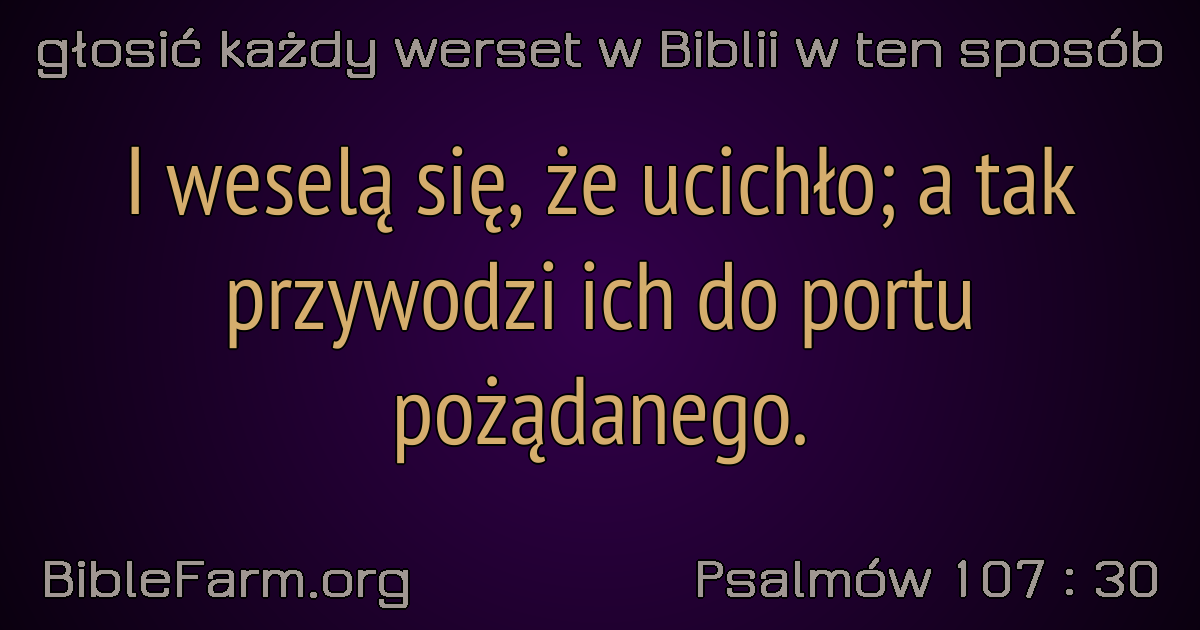 głosić każdy werset w Biblii w ten sposób
I weselą się, że ucichło; a tak
przywodzi ich do portu
pożądanego.
BibleFarm.org
Psalmów 107 : 30